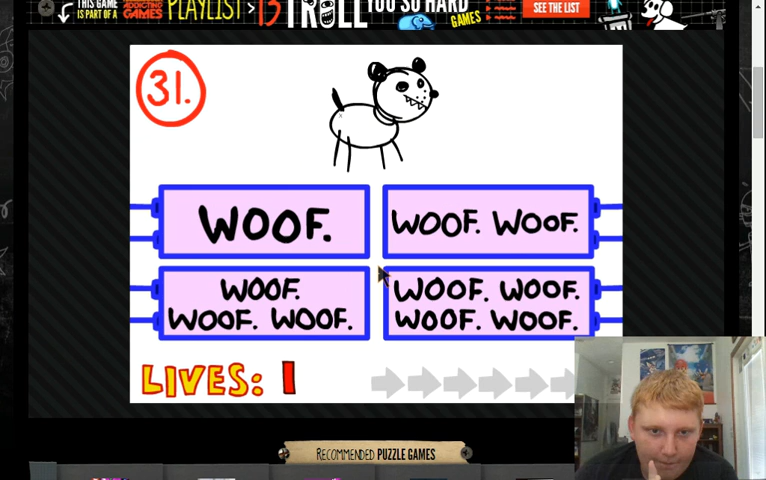 THIS GAME
IS PART OF A
ADDICTING
GAMES
PLAYLIST > 13 TROLL YOU SO HARD
GAMES
SEE THE LIST
31.
WOOF.
WOOF. WOOF.
WOOF.
WOOF. WOOF.
WOOF. WOOF.
WOOF. WOOF.
LIVES: 1
RECOMMENDED PUZZLE GAMES